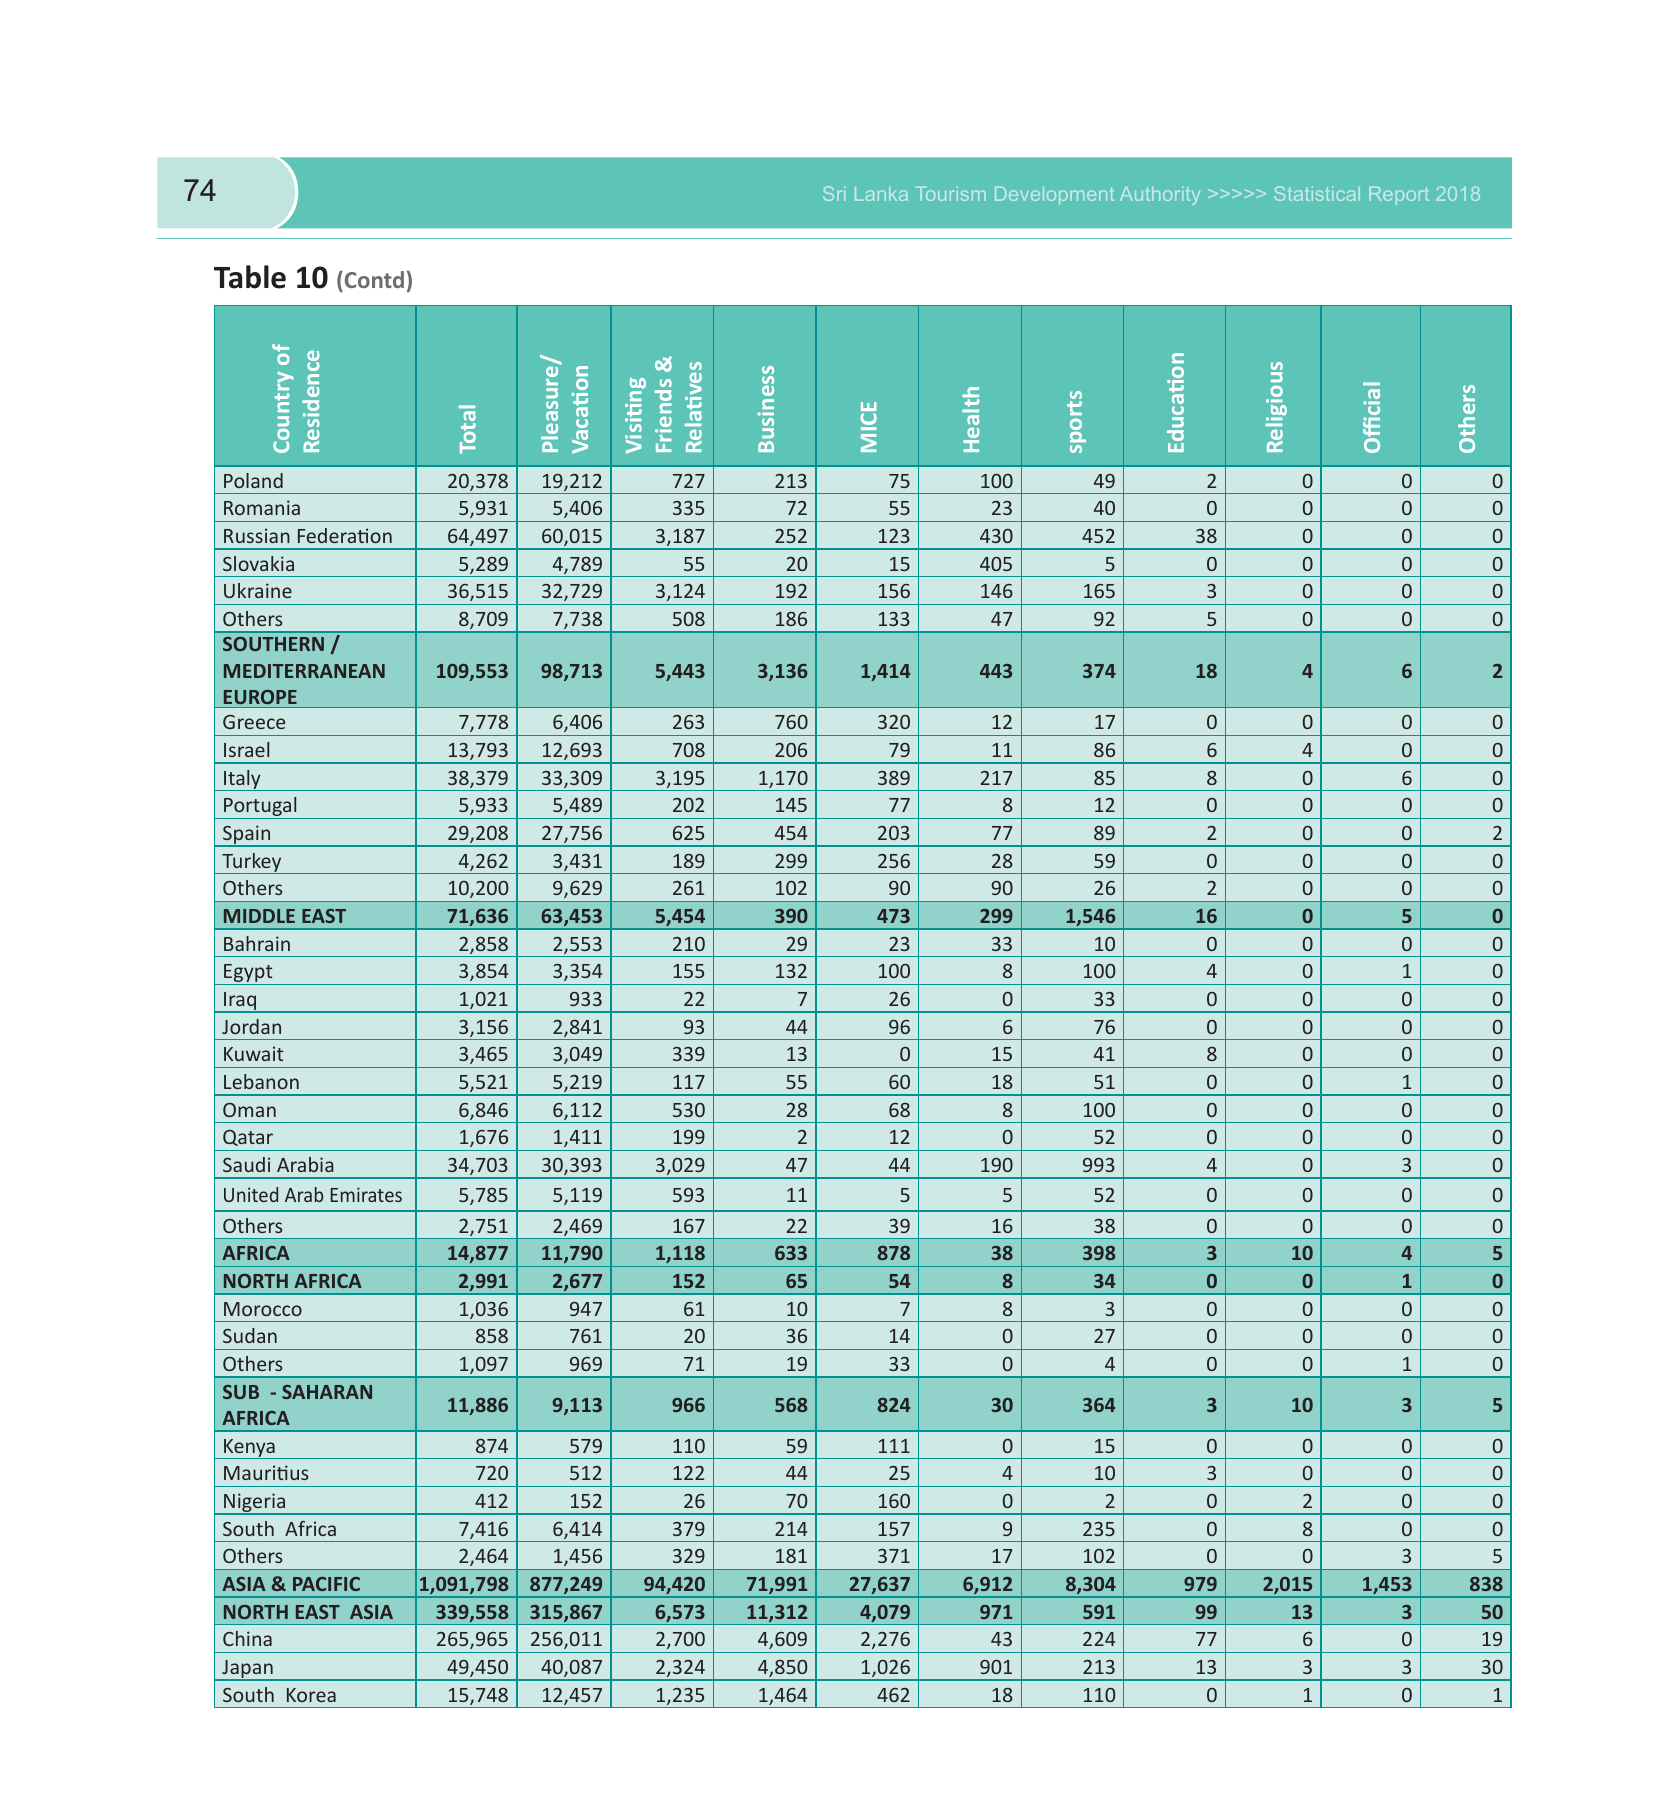 74
Sri Lanka Tourism Development Authority >>>>> Statistical Report 2018
Table 10 (Contd)
Country of Residence Total Pleasure/ Vacation Visiting Friends & Relatives Business MICE Health sports Education Religious Official Others
Poland 20,378 19,212 727 213 75 100 49 2 0 0 0
Romania 5,931 5,406 335 72 55 23 40 0 0 0 0
Russian Federation 64,497 60,015 3,187 252 123 430 452 38 0 0 0
Slovakia 5,289 4,789 55 20 15 405 5 0 0 0 0
Ukraine 36,515 32,729 3,124 192 156 146 165 3 0 0 0
Others 8,709 7,738 508 186 133 47 92 5 0 0 0
SOUTHERN /
MEDITERRANEAN 109,553 98,713 5,443 3,136 1,414 443 374 18 4 6 2
EUROPE
Greece 7,778 6,406 263 760 320 12 17 0 0 0 0
Israel 13,793 12,693 708 206 79 11 86 6 4 0 0
Italy 38,379 33,309 3,195 1,170 389 217 85 8 0 6 0
Portugal 5,933 5,489 202 145 77 8 12 0 0 0 0
Spain 29,208 27,756 625 454 203 77 89 2 0 0 2
Turkey 4,262 3,431 189 299 256 28 59 0 0 0 0
Others 10,200 9,629 261 102 90 90 26 2 0 0 0
MIDDLE EAST 71,636 63,453 5,454 390 473 299 1,546 16 0 5 0
Bahrain 2,858 2,553 210 29 23 33 10 0 0 0 0
Egypt 3,854 3,354 155 132 100 8 100 4 0 1 0
Iraq 1,021 933 22 7 26 0 33 0 0 0 0
Jordan 3,156 2,841 93 44 96 6 76 0 0 0 0
Kuwait 3,465 3,049 339 13 0 15 41 8 0 0 0
Lebanon 5,521 5,219 117 55 60 18 51 0 0 1 0
Oman 6,846 6,112 530 28 68 8 100 0 0 0 0
Qatar 1,676 1,411 199 2 12 0 52 0 0 0 0
Saudi Arabia 34,703 30,393 3,029 47 44 190 993 4 0 3 0
United Arab Emirates 5,785 5,119 593 11 5 5 52 0 0 0 0
Others 2,751 2,469 167 22 39 16 38 0 0 0 0
AFRICA 14,877 11,790 1,118 633 878 38 398 3 10 4 5
NORTH AFRICA 2,991 2,677 152 65 54 8 34 0 0 1 0
Morocco 1,036 947 61 10 7 8 3 0 0 0 0
Sudan 858 761 20 36 14 0 27 0 0 0 0
Others 1,097 969 71 19 33 0 4 0 0 1 0
SUB - SAHARAN
AFRICA 11,886 9,113 966 568 824 30 364 3 10 3 5
Kenya 874 579 110 59 111 0 15 0 0 0 0
Mauritius 720 512 122 44 25 4 10 3 0 0 0
Nigeria 412 152 26 70 160 0 2 0 2 0 0
South Africa 7,416 6,414 379 214 157 9 235 0 8 0 0
Others 2,464 1,456 329 181 371 17 102 0 0 3 5
ASIA & PACIFIC 1,091,798 877,249 94,420 71,991 27,637 6,912 8,304 979 2,015 1,453 838
NORTH EAST ASIA 339,558 315,867 6,573 11,312 4,079 971 591 99 13 3 50
China 265,965 256,011 2,700 4,609 2,276 43 224 77 6 0 19
Japan 49,450 40,087 2,324 4,850 1,026 901 213 13 3 3 30
South Korea 15,748 12,457 1,235 1,464 462 18 110 0 1 0 1